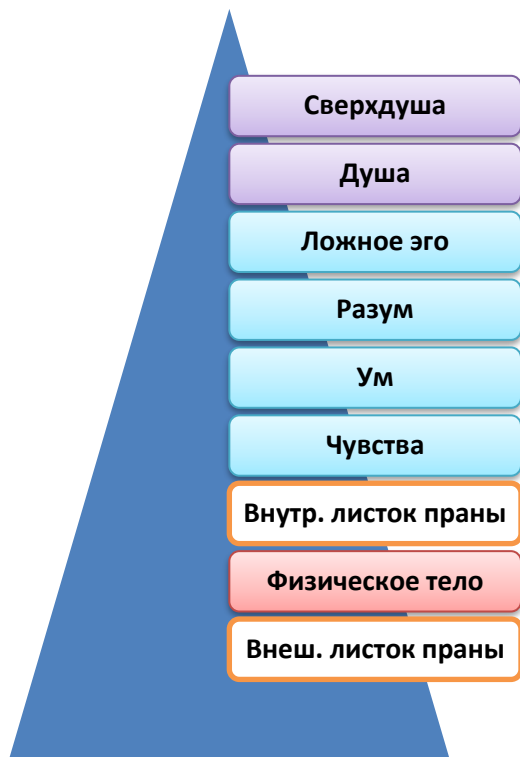 Сверхдуша
Душа
Ложное эго
Разум
Ум
Чувства
Внутр. листок праны
Физическое тело
Внеш. листок праны